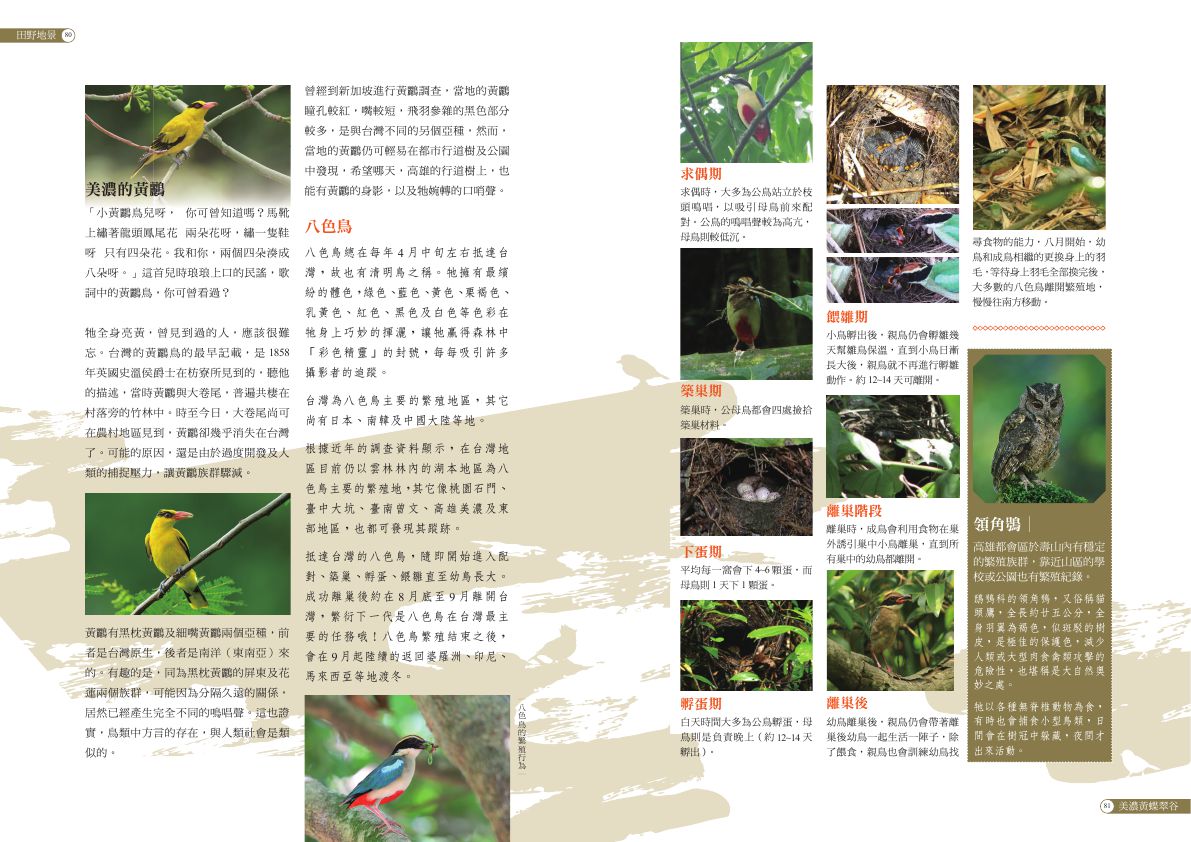 田野地景 80
美濃的黃鸝
「小黃鸝鳥兒呀， 你可曾知道嗎？馬靴
上繡著龍頭鳳尾花 兩朵花呀，繡一隻鞋
呀 只有四朵花。我和你，兩個四朵湊成
八朵呀。」這首兒時琅琅上口的民謠，歌
詞中的黃鸝鳥，你可曾看過？
牠全身亮黃，曾見到過的人，應該很難
忘。台灣的黃鸝鳥的最早記載，是 1858
年英國史溫侯爵士在枋寮所見到的，聽他
的描述，當時黃鸝與大卷尾，普遍共棲在
村落旁的竹林中。時至今日，大卷尾尚可
在農村地區見到，黃鸝卻幾乎消失在台灣
了。可能的原因，還是由於過度開發及人
類的捕捉壓力，讓黃鸝族群驟減。
黃鸝有黑枕黃鸝及細嘴黃鸝兩個亞種，前
者是台灣原生，後者是南洋（東南亞）來
的。有趣的是，同為黑枕黃鸝的屏東及花
蓮兩個族群，可能因為分隔久遠的關係，
居然已經產生完全不同的鳴唱聲。這也證
實，鳥類中方言的存在，與人類社會是類
似的。
曾經到新加坡進行黃鸝調查，當地的黃鸝
瞳孔較紅，嘴較短，飛羽參雜的黑色部分
較多，是與台灣不同的另個亞種，然而，
當地的黃鸝仍可輕易在都市行道樹及公園
中發現，希望哪天，高雄的行道樹上，也
能有黃鸝的身影，以及牠婉轉的口哨聲。
八色鳥
八色鳥總在每年 4 月中旬左右抵達台
灣，故也有清明鳥之稱。牠擁有最繽
紛的體色，綠色、藍色、黃色、栗褐色、
乳黃色、紅色、黑色及白色等色彩在
牠身上巧妙的揮灑，讓牠贏得森林中
「彩色精靈」的封號，每每吸引許多
攝影者的追蹤。
台灣為八色鳥主要的繁殖地區，其它
尚有日本、南韓及中國大陸等地。
根據近年的調查資料顯示，在台灣地
區目前仍以雲林林內的湖本地區為八
色鳥主要的繁殖地，其它像桃園石門、
臺中大坑、臺南曾文、高雄美濃及東
部地區，也都可發現其蹤跡。
抵達台灣的八色鳥，隨即開始進入配
對、築巢、孵蛋、餵雛直至幼鳥長大。
成功離巢後約在 8 月底至 9 月離開台
灣，繁衍下一代是八色鳥在台灣最主
要的任務哦！八色鳥繁殖結束之後，
會在 9 月起陸續的返回婆羅洲、印尼、
馬來西亞等地渡冬。
八色鳥的繁殖行為
求偶期
求偶時，大多為公鳥站立於枝
頭鳴唱，以吸引母鳥前來配
對。公鳥的鳴唱聲較為高亢，
母鳥則較低沉。
築巢期
築巢時，公母鳥都會四處撿拾
築巢材料。
下蛋期
平均每一窩會下 4–6 顆蛋，而
母鳥則 1 天下 1 顆蛋。
孵蛋期
白天時間大多為公鳥孵蛋，母
鳥則是負責晚上（約 12–14 天
孵出）。
餵雛期
小鳥孵出後，親鳥仍會孵雛幾
天幫雛鳥保溫，直到小鳥日漸
長大後，親鳥就不再進行孵雛
動作。約 12–14 天可離開。
離巢階段
離巢時，成鳥會利用食物在巢
外誘引巢中小鳥離巢，直到所
有巢中的幼鳥都離開。
離巢後
幼鳥離巢後，親鳥仍會帶著離
巢後幼鳥一起生活一陣子，除
了餵食，親鳥也會訓練幼鳥找
尋食物的能力，八月開始，幼
鳥和成鳥相繼的更換身上的羽
毛，等待身上羽毛全部換完後，
大多數的八色鳥離開繁殖地，
慢慢往南方移動。
領角鴞
高雄都會區於壽山內有穩定
的繁殖族群，靠近山區的學
校或公園也有繁殖紀錄。
鴟鴞科的領角鴞，又俗稱貓
頭鷹，全長約廿五公分，全
身羽翼為褐色，似斑駁的樹
皮，是極佳的保護色，減少
人類或大型肉食禽類攻擊的
危險性，也堪稱是大自然奧
妙之處。
牠以各種無脊椎動物為食，
有時也會捕食小型鳥類，日
間會在樹冠中躲藏，夜間才
出來活動。
81 美濃黃蝶翠谷